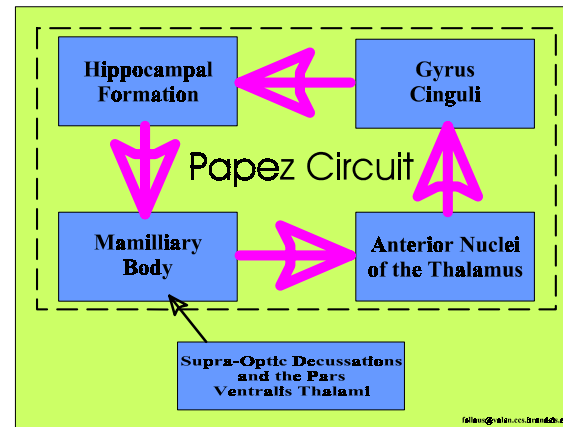 Hippocampal
Formation
Gyrus
Cinguli
Papez Circuit
Mamilliary
Body
Anterior Nuclei
of the Thalamus
Supra-Optic Decussations
and the Pars
Ventralis Thalami